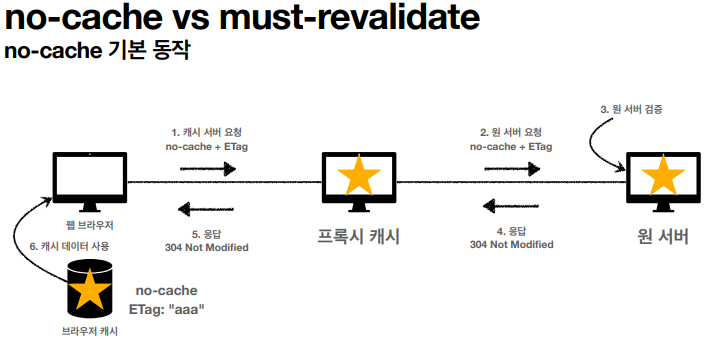 no-cache vs must-revalidate
no-cache 기본 동작
3. 원 서버 검증
1. 캐시 서버 요청
no-cache + ETag
2. 원 서버 요청
no-cache + ETag
웹 브라우저
5. 응답
304 Not Modified
프록시 캐시
4. 응답
304 Not Modified
원 서버
6. 캐시 데이터 사용
no-cache
ETag: "aaa"
브라우저 캐시